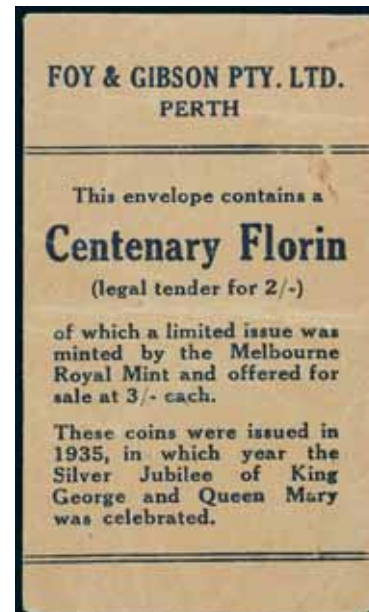 FOY & GIBSON PTY. LTD.
PERTH
This envelope contains a
Centenary Florin
(legal tender for 2/-)
of which a limited issue was
minted by the Melbourne
Royal Mint and offered for
sale at 3/- each.
These coins were issued in
1935, in which year the
Silver Jubilee of King
George and Queen Mary
was celebrated.